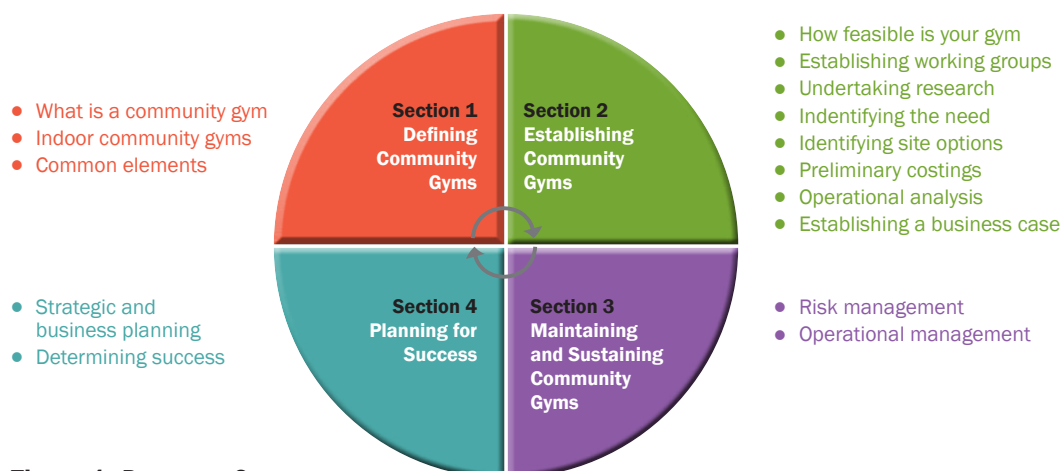 ● What is a community gym
● Indoor community gyms
● Common elements
Section 1
Defining
Community
Gyms
Section 2
Establishing
Community
Gyms
● How feasible is your gym
● Establishing working groups
● Undertaking research
● Indentifying the need
● Identifying site options
● Preliminary costings
● Operational analysis
● Establishing a business case
● Strategic and
business planning
● Determining success
Section 4
Planning for
Success
Section 3
Maintaining
and Sustaining
Community
Gyms
● Risk management
● Operational management